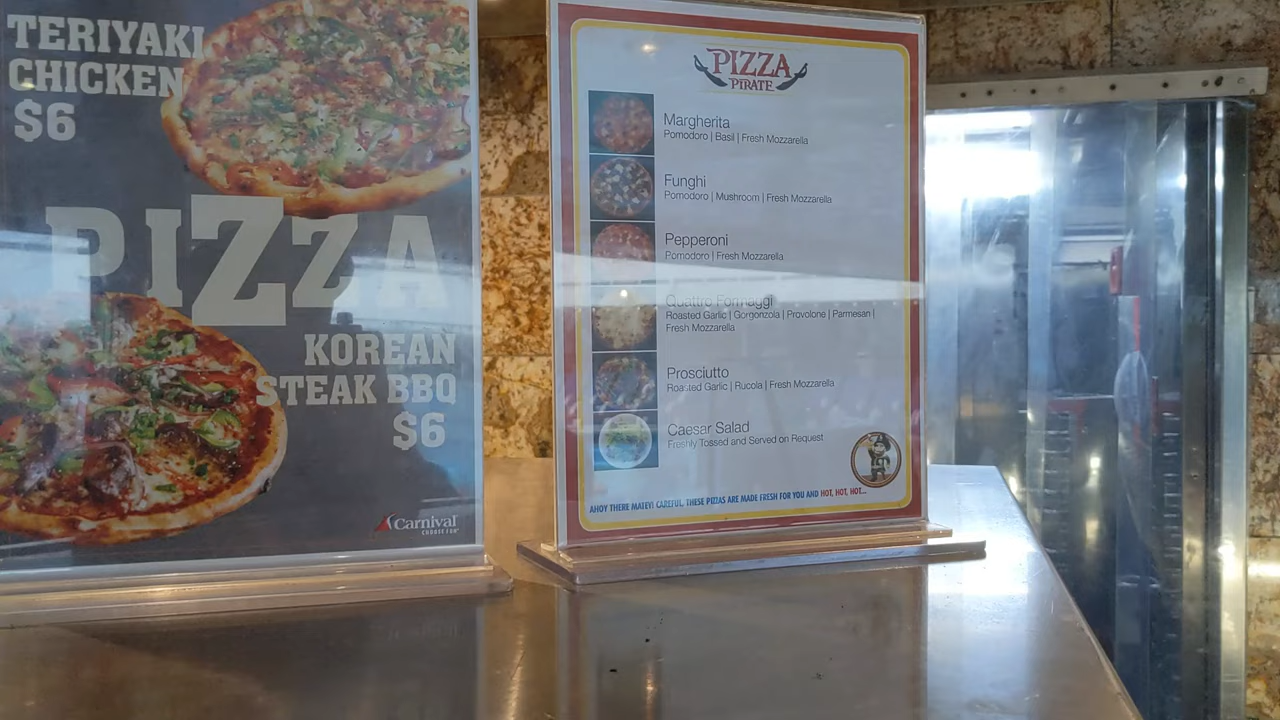 TERIYAKI
CHICKEN
$6
PIZZA
KOREAN
STEAK BBQ
$6
Carnival
CHOOSE FUN
PIZZA
PIRATE
Margherita
Pomodoro | Basil | Fresh Mozzarella
Funghi
Pomodoro | Mushroom | Fresh Mozzarella
Pepperoni
Pomodoro | Fresh Mozzarella
Quattro Formaggi
Roasted Garlic | Gorgonzola | Provolone | Parmesan |
Fresh Mozzarella
Prosciutto
Roasted Garlic | Rucola | Fresh Mozzarella
Caesar Salad
Freshly Tossed and Served on Request
AHOY THERE MATEY! CAREFUL, THESE PIZZAS ARE MADE FRESH FOR YOU AND HOT, HOT, HOT...